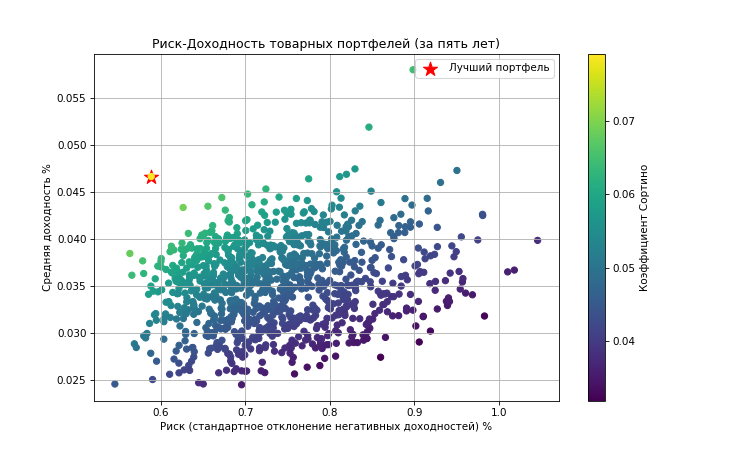 Риск-Доходность товарных портфелей (за пять лет)
Лучший портфель
Средняя доходность %
0.055
0.050
0.045
0.040
0.035
0.030
0.025
0.6 0.7 0.8 0.9 1.0
Риск (стандартное отклонение негативных доходностей) %
0.07
0.06
0.05
0.04
Коэффициент Сортино